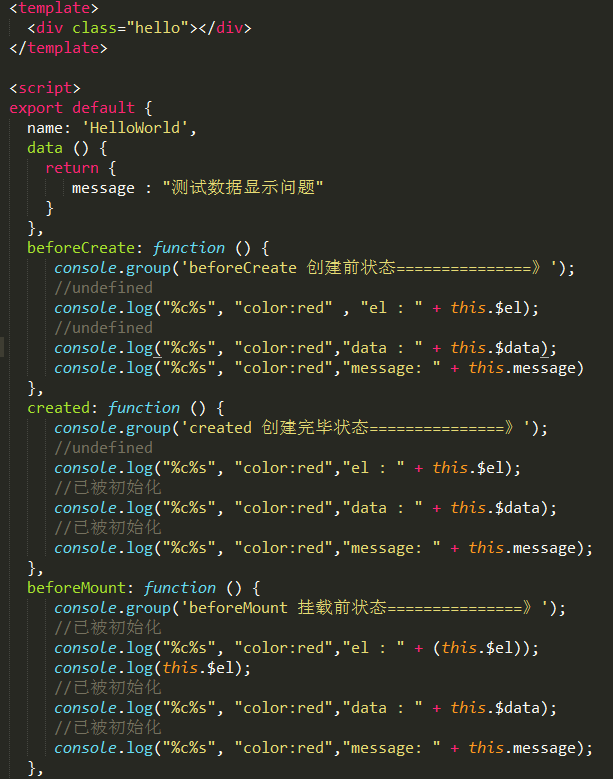 <template>
  <div class="hello"></div>
</template>

<script>
export default {
  name: 'HelloWorld',
  data () {
    return {
       message : "测试数据显示问题"
    }
  },
  beforeCreate: function () {
     console.group('beforeCreate 创建前状态===============》');
     //undefined
     console.log("%c%s", "color:red" , "el : " + this.$el);
     //undefined
     console.log("%c%s", "color:red","data : " + this.$data);
     console.log("%c%s", "color:red","message: " + this.message)
  },
  created: function () {
     console.group('created 创建完毕状态===============》');
     //undefined
     console.log("%c%s", "color:red","el : " + this.$el);
     //已被初始化
     console.log("%c%s", "color:red","data : " + this.$data);
     //已被初始化
     console.log("%c%s", "color:red","message: " + this.message);
  },
  beforeMount: function () {
     console.group('beforeMount 挂载前状态===============》');
     //已被初始化
     console.log("%c%s", "color:red","el : " + (this.$el));
     console.log(this.$el);
     //已被初始化
     console.log("%c%s", "color:red","data : " + this.$data);
     //已被初始化
     console.log("%c%s", "color:red","message: " + this.message);
  },